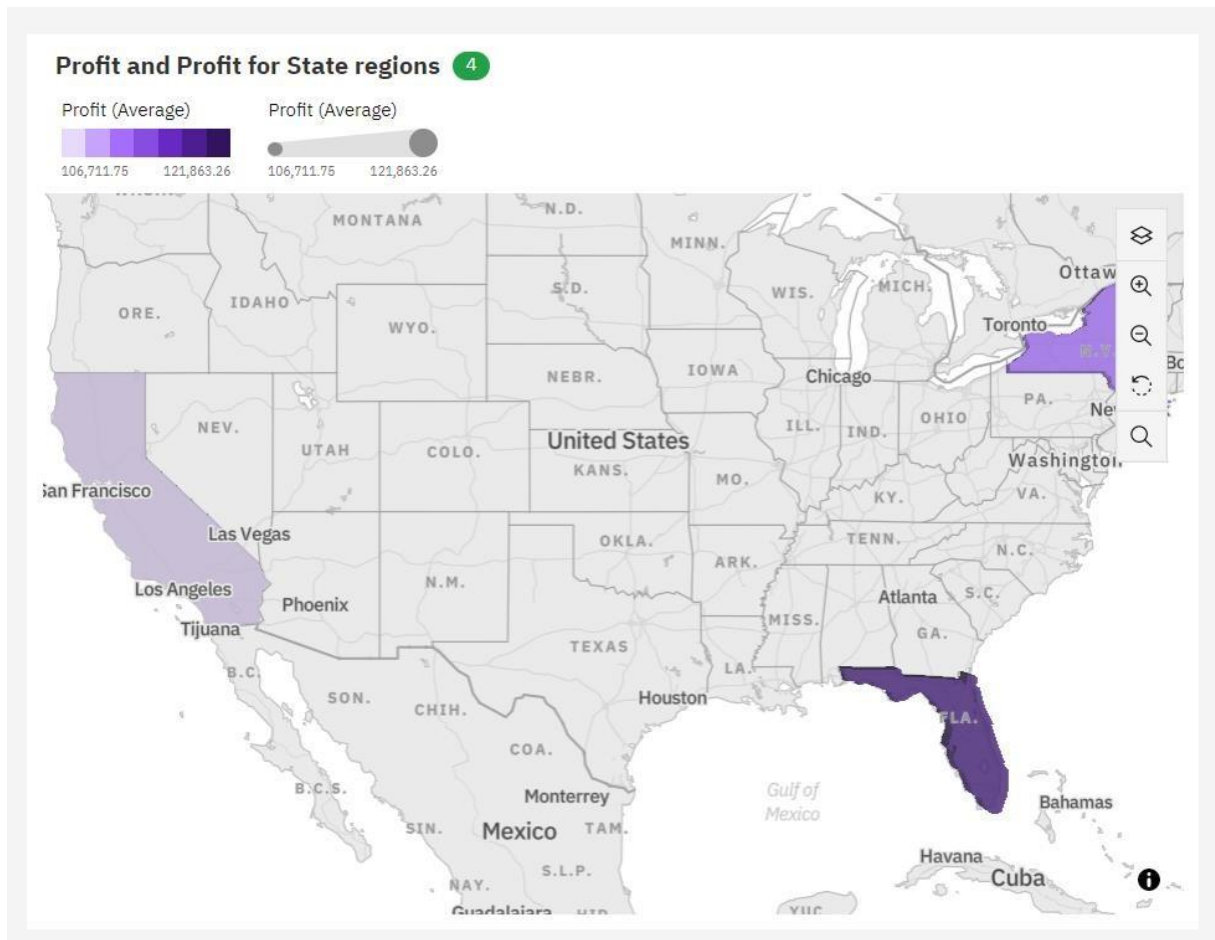 Profit and Profit for State regions 4
Profit (Average) Profit (Average)
106,711.75 121,863.26 106,711.75 121,863.26
MONTANA
N.D.
MINN.
Ottaw
ORE.
IDAHO
S.D.
WIS.
MICH.
WYO.
Toronto
N.Y.
NEBR.
IOWA
Chicago
PA.
Ne
NEV.
UTAH
COLO.
United States
ILL.
IND.
OHIO
KANS.
MO.
Washington
San Francisco
KY.
VA.
Las Vegas
OKLA.
TENN.
N.C.
ARK.
Los Angeles
Phoenix
N.M.
Atlanta
S.C.
Tijuana
MISS.
GA.
TEXAS
B.C.
LA.
SON.
CHIH.
Houston
FLA.
COA.
B.C.S.
Monterrey
Gulf of
Mexico
Bahamas
SIN.
Mexico
TAM.
Havana
Cuba
S.L.P.
NAY.
Guadalajara
YUC